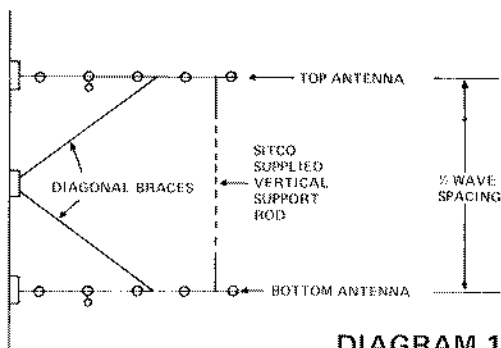 TOP ANTENNA
DIAGONAL BRACES
SITCO
SUPPLIED
VERTICAL
SUPPORT
ROD
½ WAVE
SPACING
BOTTOM ANTENNA
DIAGRAM 1